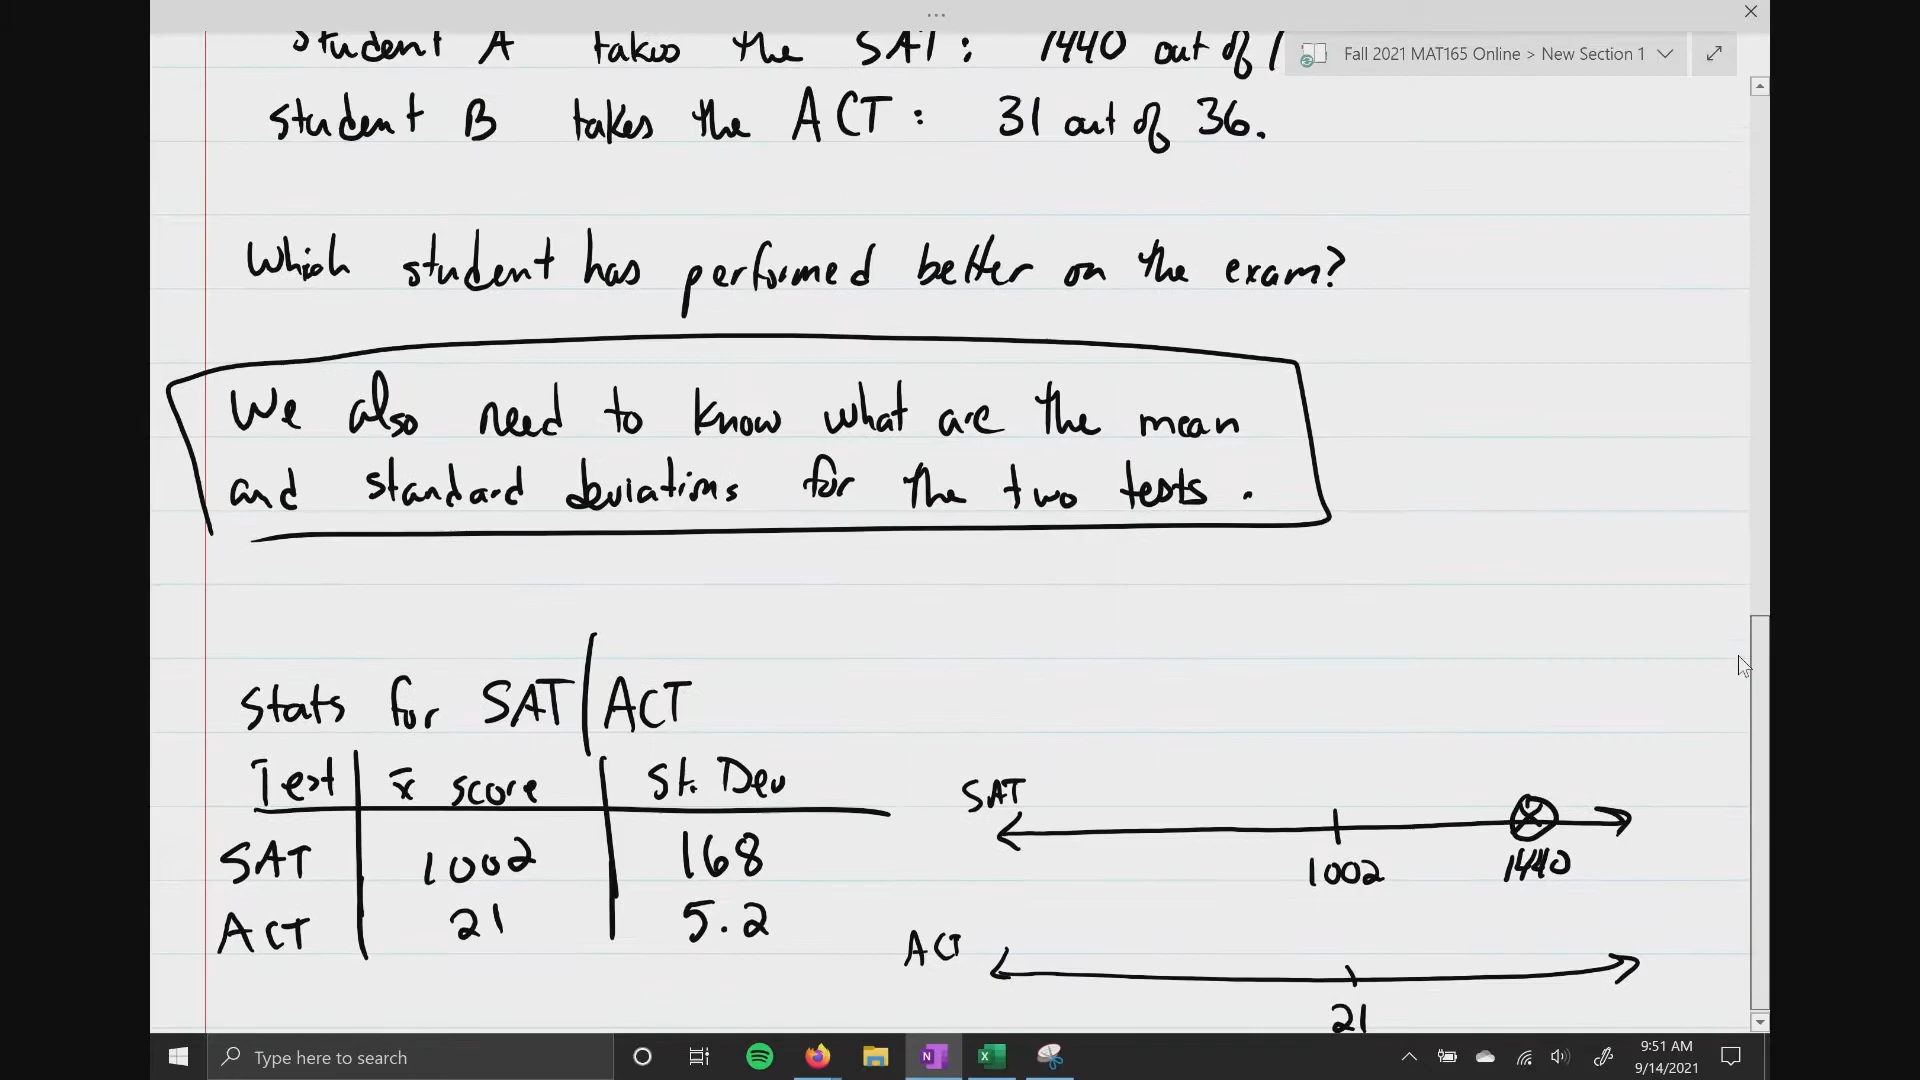 student A takes the SAT: 1440 out of 1
Fall 2021 MAT165 Online > New Section 1
student B takes the ACT: 31 out of 36.
Which student has performed better on the exam?
We also need to know what are the mean
and standard deviations for the two tests.
Stats for SAT/ACT
Test x̄ score St. Dev
SAT 1002 168
ACT 21 5.2
SAT
1002 1440
ACT
21
Type here to search
9:51 AM
9/14/2021